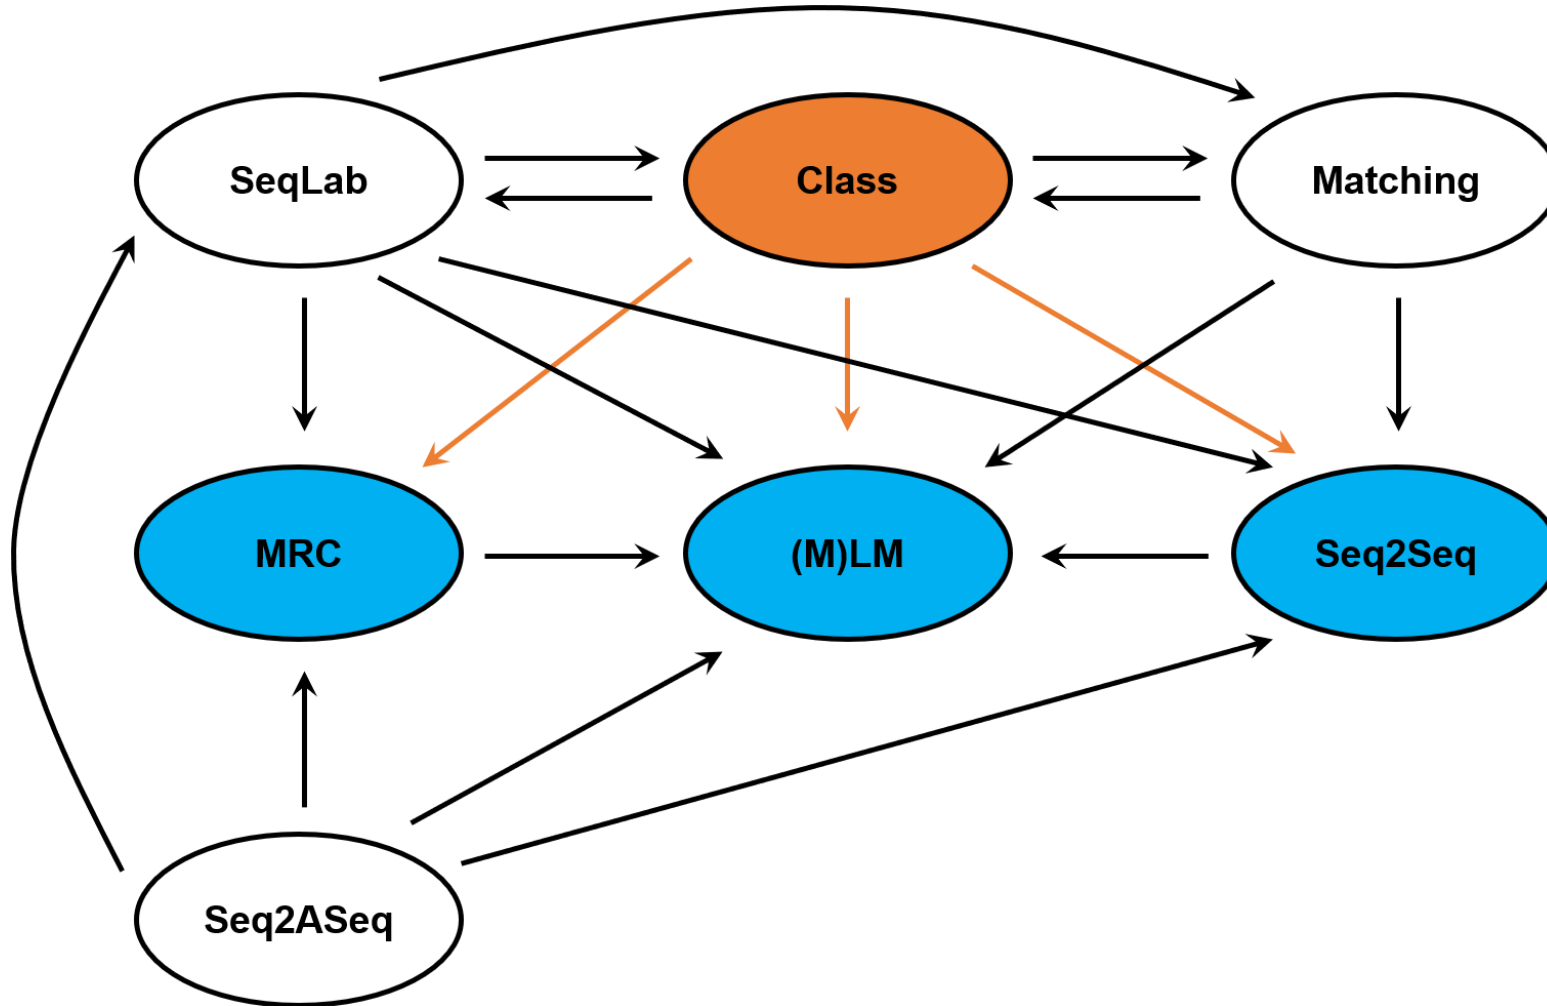 SeqLab
Class
Matching
MRC
(M)LM
Seq2Seq
Seq2ASeq